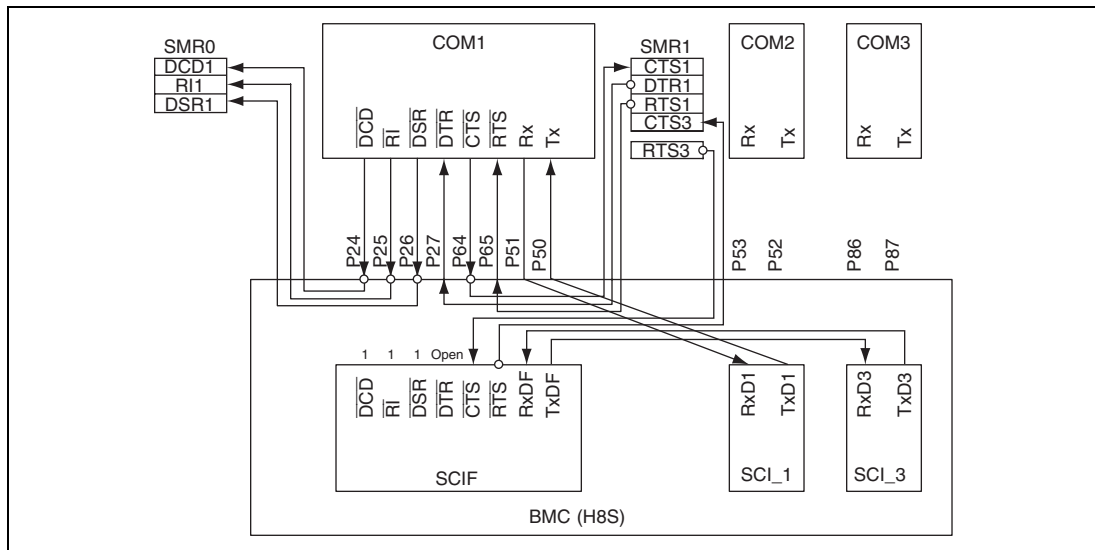 SMR0
DCD1
RI1
DSR1
COM1
DCD
RI
DSR
DTR
CTS
RTS
Rx
Tx
SMR1
CTS1
DTR1
RTS1
CTS3
RTS3
COM2
Rx
Tx
COM3
Rx
Tx
P24
P25
P26
P27
P64
P65
P51
P50
P53
P52
P86
P87
1
1
1
Open
DCD
RI
DSR
DTR
CTS
RTS
RxDF
TxDF
SCIF
RxD1
TxD1
SCI_1
RxD3
TxD3
SCI_3
BMC (H8S)